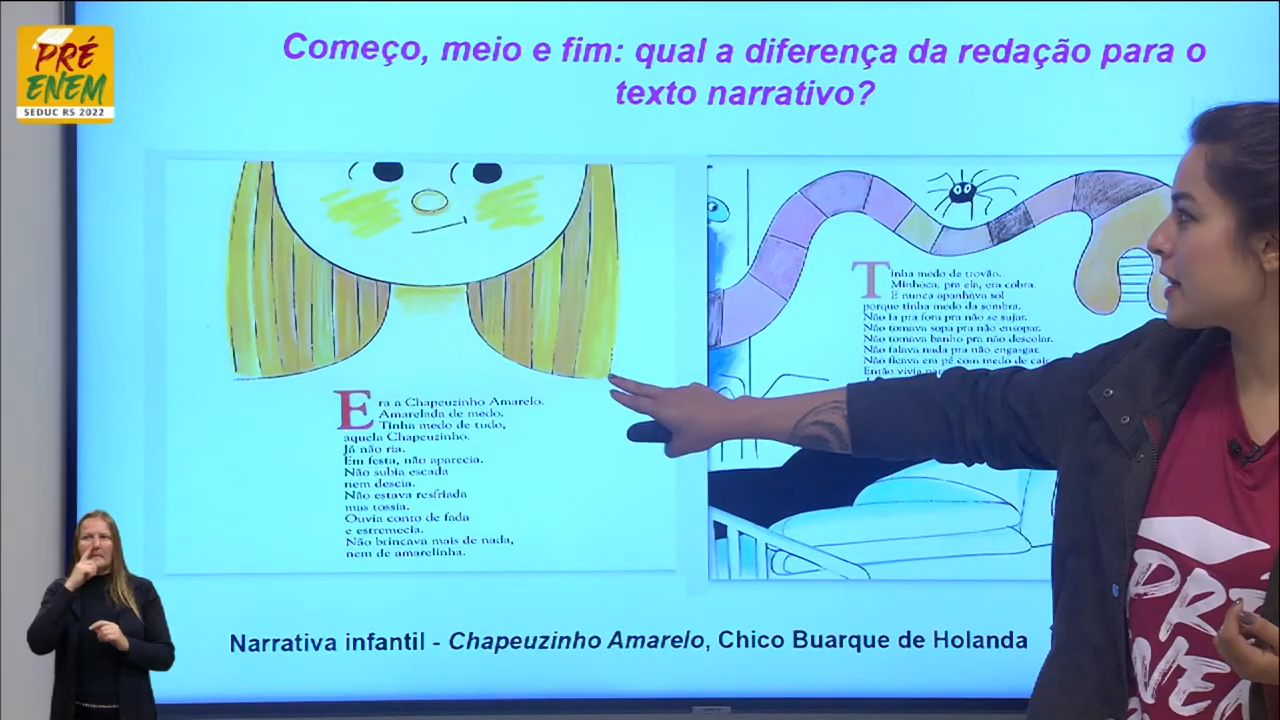 PRÉ
ENEM
SEDUC RS 2022
Começo, meio e fim: qual a diferença da redação para o
texto narrativo?
Era a Chapeuzinho Amarelo.
Amarelada de medo.
Tinha medo de tudo,
aquela Chapeuzinho.
Já não ria.
Em festa, não aparecia.
Não subia escada
nem descia.
Não estava resfriada
mas tossia.
Ouvia conto de fada
e estremecia.
Não brincava mais de nada,
nem de amarelinha.
Tinha medo de trovão.
Minhoca, pra ela, era cobra.
E nunca apanhava sol
porque tinha medo da sombra.
Não ia pra fora pra não se sujar.
Não tomava sopa pra não ensopar.
Não tomava banho pra não descolar.
Não falava nada pra não engasgar.
Não ficava em pé com medo de cair.
Então vivia
Narrativa infantil - Chapeuzinho Amarelo, Chico Buarque de Holanda
PRÉ
ENEM